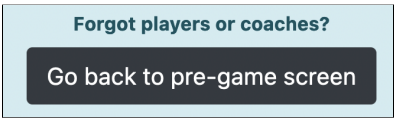 Forgot players or coaches?
Go back to pre-game screen